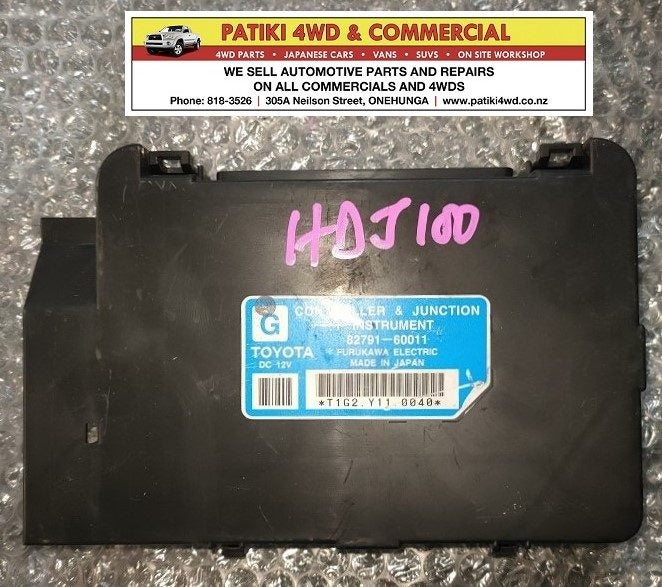 PATIKI 4WD & COMMERCIAL
4WD PARTS • JAPANESE CARS • VANS • SUVS • ON SITE WORKSHOP
WE SELL AUTOMOTIVE PARTS AND REPAIRS
ON ALL COMMERCIALS AND 4WDS
Phone: 818-3526 | 305A Neilson Street, ONEHUNGA | www.patiki4wd.co.nz
HDJ100
G
& JUNCTION
INSTRUMENT
82791-60011
TOYOTA
DC 12V
FURUKAWA ELECTRIC
MADE IN JAPAN
*T1G2.Y11.0040*